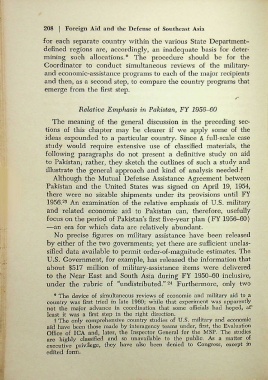 208 | Foreign Aid and the Defense of Southeast Asia
for each separate country within the various State Department-
defined regions are, accordingly, an inadequate basis for deter-
mining such allocations.* The procedure should be for the
Coordinator to conduct simultaneous reviews of the military-
and economic-assistance programs to each of the major recipients
and then, as a second step, to compare the country programs that
emerge from the first step.
Relative Emphasis in Pakistan, FY 1956-60
The meaning of the general discussion in the preceding sec-
tions of this chapter may be clearer if we apply some of the
ideas expounded to a particular country. Since a full-scale case
study would require extensive use of classified materials, the
following paragraphs do not present a definitive study on aid
to Pakistan; rather, they sketch the outlines of such a study and
illustrate the general approach and kind of analysis needed.†
Although the Mutual Defense Assistance Agreement between
Pakistan and the United States was signed on April 19, 1954,
there were no sizable shipments under its provisions until FY
1956.²³ An examination of the relative emphasis of U.S. military
and related economic aid to Pakistan can, therefore, usefully
focus on the period of Pakistan's first five-year plan (FY 1956-60)
—an era for which data are relatively abundant.
No precise figures on military assistance have been released
by either of the two governments; yet there are sufficient unclas-
sified data available to permit order-of-magnitude estimates. The
U.S. Government, for example, has released the information that
about $517 million of military-assistance items were delivered
to the Near East and South Asia during FY 1950-60 inclusive,
under the rubric of "undistributed." ²⁴ Furthermore, only two
* The device of simultaneous reviews of economic and military aid to a
country was first tried in late 1960; while that experiment was apparently
not the major advance in coordination that some officials had hoped, at
least it was a first step in the right direction.
† The only comprehensive country studies of U.S. military and economic
aid have been those made by interagency teams under, first, the Evaluation
Office of ICA and, later, the Inspector General for the MSP. The studies
are highly classified and so unavailable to the public. As a matter of
executive privilege, they have also been denied to Congress, except in
edited form.